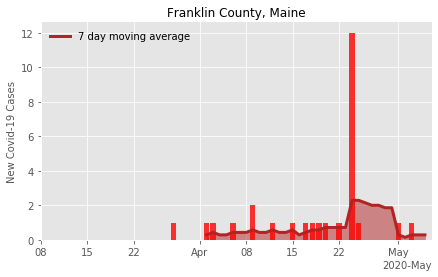 Franklin County, Maine
7 day moving average
New Covid-19 Cases
12
10
8
6
4
2
0
08 15 22 Apr 08 15 22 May
2020-May